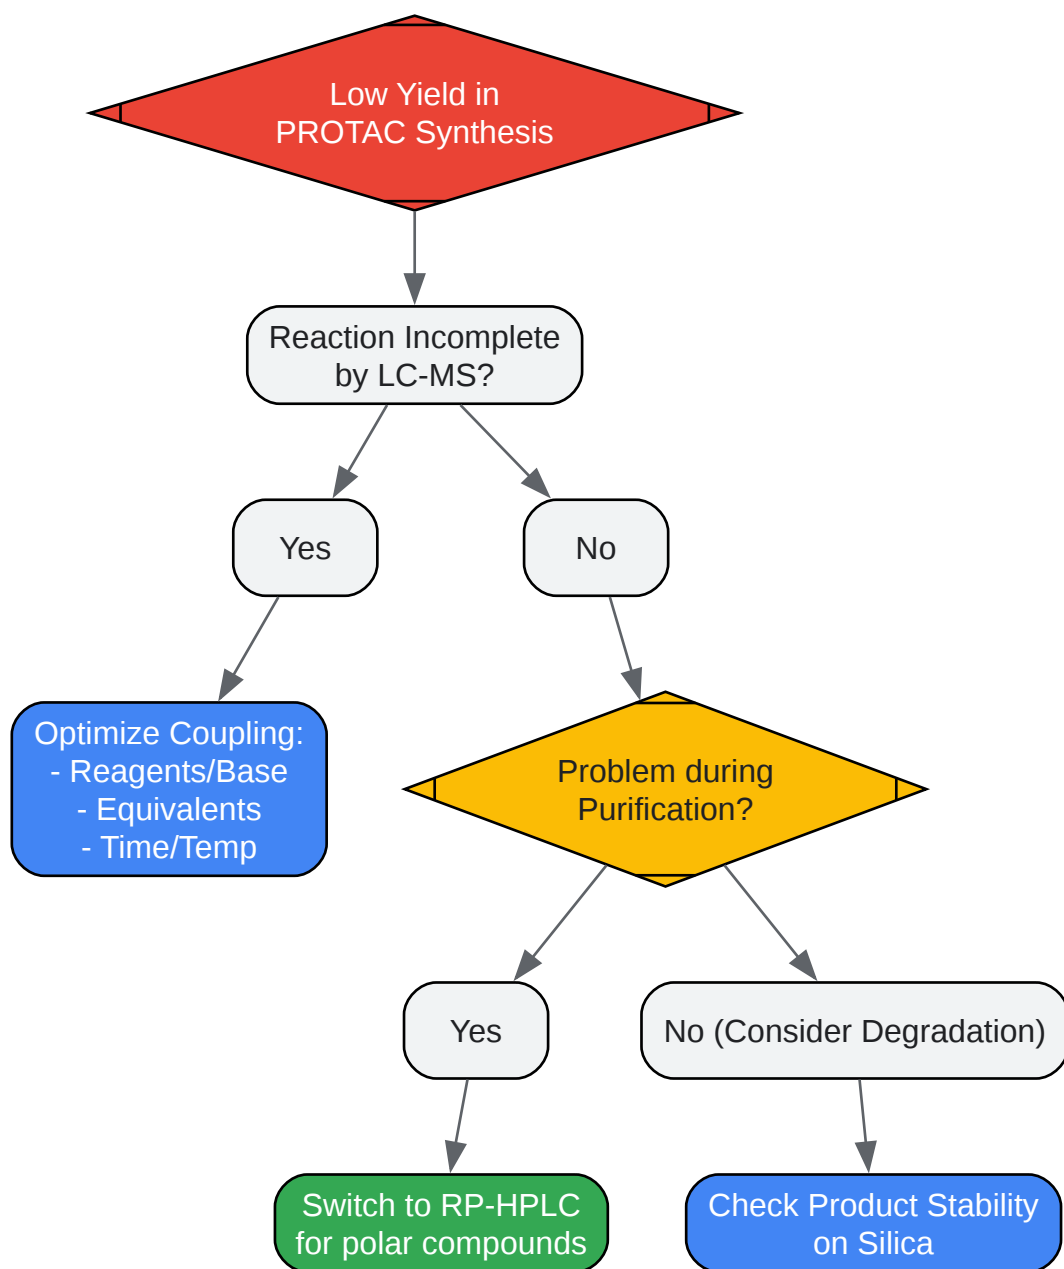 Low Yield in
PROTAC Synthesis
Reaction Incomplete
by LC-MS?
Yes
No
Optimize Coupling:
- Reagents/Base
- Equivalents
- Time/Temp
Problem during
Purification?
Yes
No (Consider Degradation)
Switch to RP-HPLC
for polar compounds
Check Product Stability
on Silica